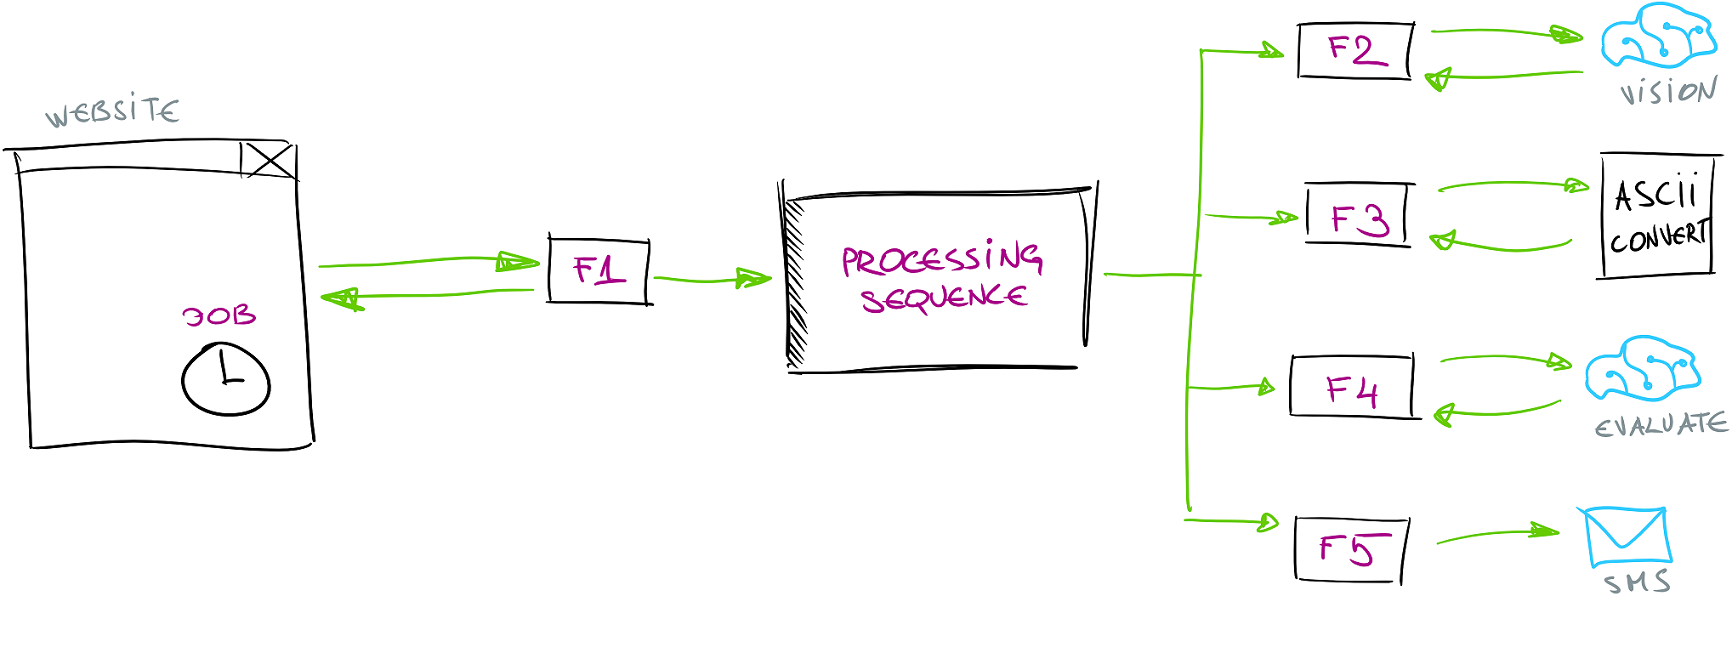 WEBSITE
JOB
F1
PROCESSING
SEQUENCE
F2
VISION
F3
ASCii
CONVERT
F4
EVALUATE
F5
SMS